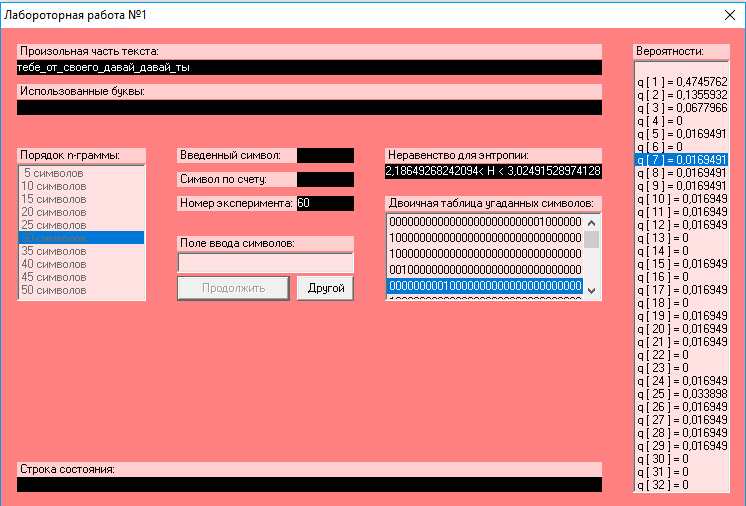 Лабороторная работа №1
Произольная часть текста:
тебе_от_своего_давай_давай_ты
Использованные буквы:
Порядок n-граммы:
5 символов
10 символов
15 символов
20 символов
25 символов
35 символов
40 символов
45 символов
50 символов
Введенный символ:
Символ по счету:
Номер эксперимента: 60
Поле ввода символов:
Продолжить
Другой
Неравенство для энтропии:
2,18649268242094< H < 3,02491528974128
Двоичная таблица угаданных символов:
Вероятности:
q [ 1 ] = 0,4745762
q [ 2 ] = 0,1355932
q [ 3 ] = 0,0677966
q [ 4 ] = 0
q [ 5 ] = 0,0169491
q [ 6 ] = 0
q [ 7 ] = 0,0169491
q [ 8 ] = 0,0169491
q [ 9 ] = 0,0169491
q [ 10 ] = 0,016949
q [ 11 ] = 0,016949
q [ 12 ] = 0,016949
q [ 13 ] = 0
q [ 14 ] = 0
q [ 15 ] = 0,016949
q [ 16 ] = 0
q [ 17 ] = 0,016949
q [ 18 ] = 0
q [ 19 ] = 0,016949
q [ 20 ] = 0,016949
q [ 21 ] = 0,016949
q [ 22 ] = 0
q [ 23 ] = 0
q [ 24 ] = 0,016949
q [ 25 ] = 0,033898
q [ 26 ] = 0,016949
q [ 27 ] = 0,016949
q [ 28 ] = 0,016949
q [ 29 ] = 0,016949
q [ 30 ] = 0
q [ 31 ] = 0
q [ 32 ] = 0
Строка состояния: